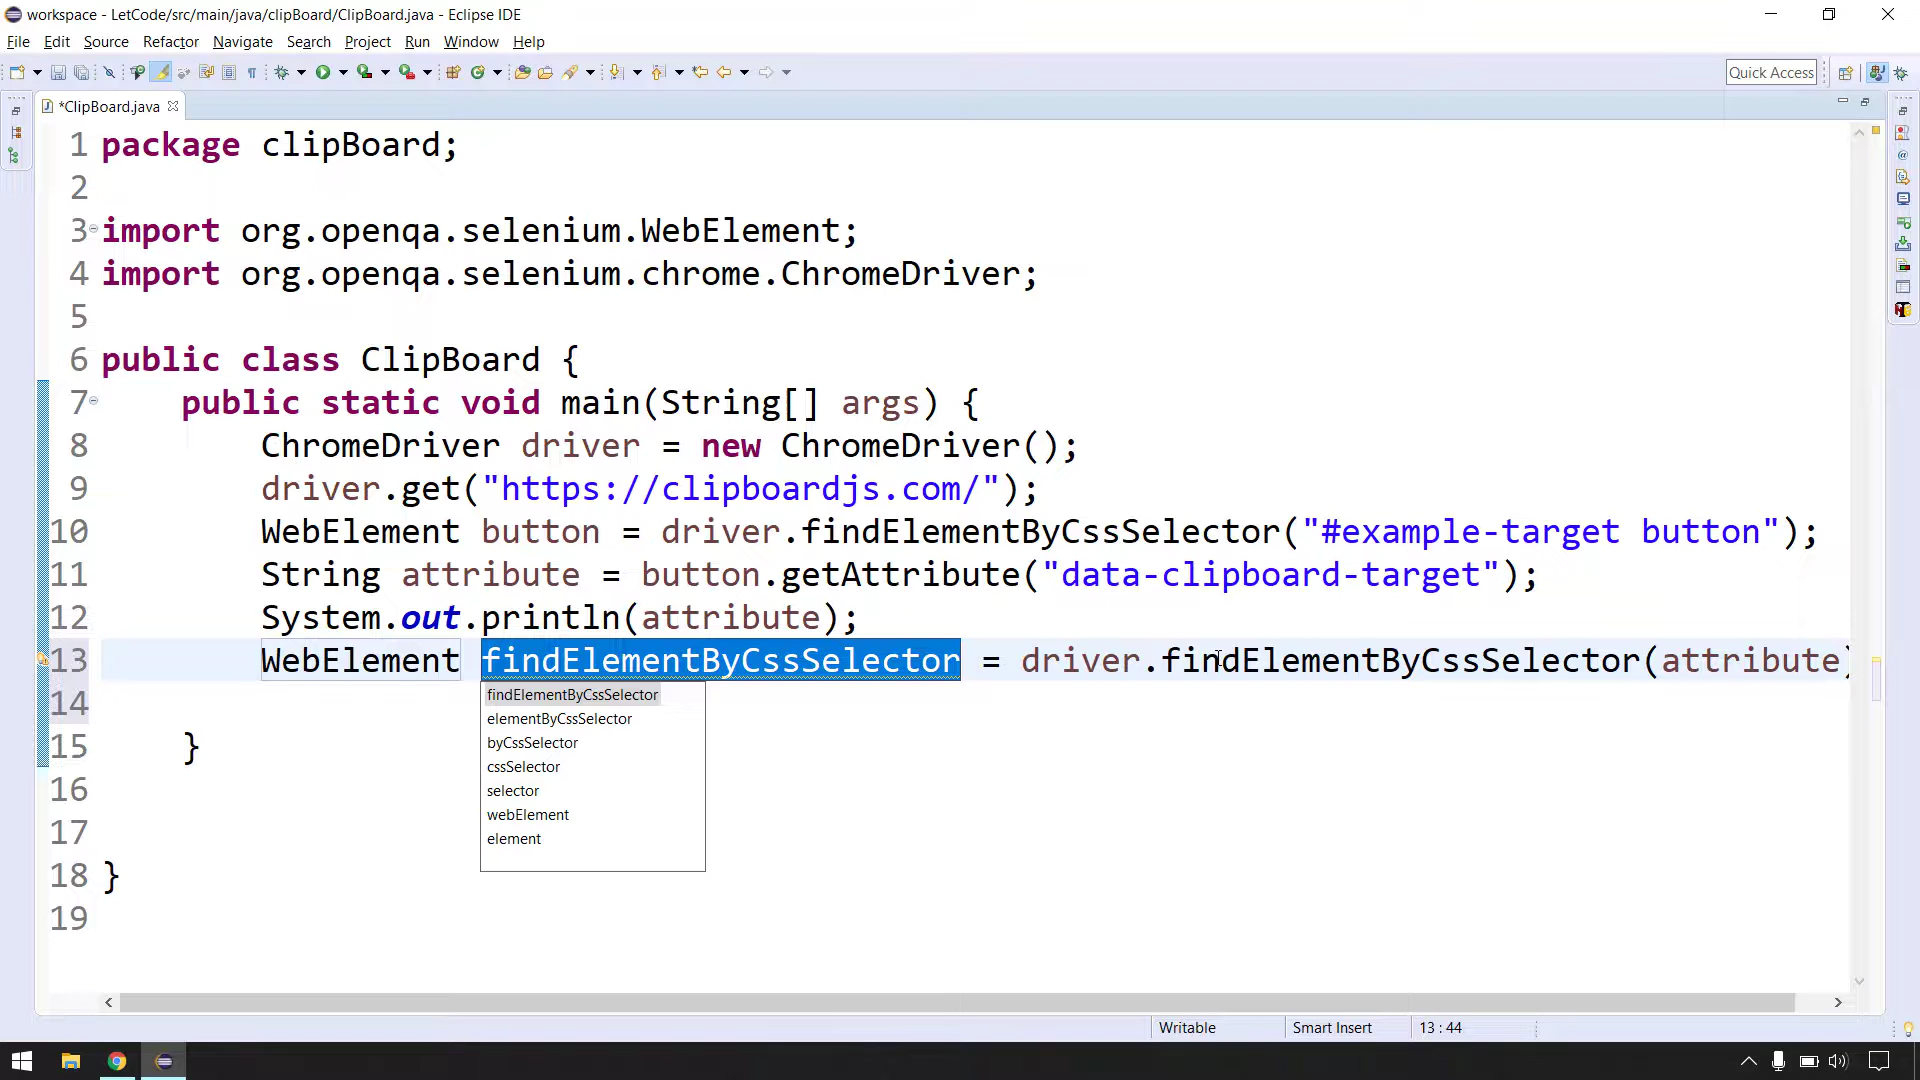 workspace - LetCode/src/main/java/clipBoard/ClipBoard.java - Eclipse IDE
File Edit Source Refactor Navigate Search Project Run Window Help
Quick Access
*ClipBoard.java
1 package clipBoard;
2
3 import org.openqa.selenium.WebElement;
4 import org.openqa.selenium.chrome.ChromeDriver;
5
6 public class ClipBoard {
7 public static void main(String[] args) {
8 ChromeDriver driver = new ChromeDriver();
9 driver.get("https://clipboardjs.com/");
10 WebElement button = driver.findElementByCssSelector("#example-target button");
11 String attribute = button.getAttribute("data-clipboard-target");
12 System.out.println(attribute);
13 WebElement findElementByCssSelector = driver.findElementByCssSelector(attribute)
14
15 }
16
17
18 }
19
findElementByCssSelector
elementByCssSelector
byCssSelector
cssSelector
selector
webElement
element
Writable Smart Insert 13 : 44